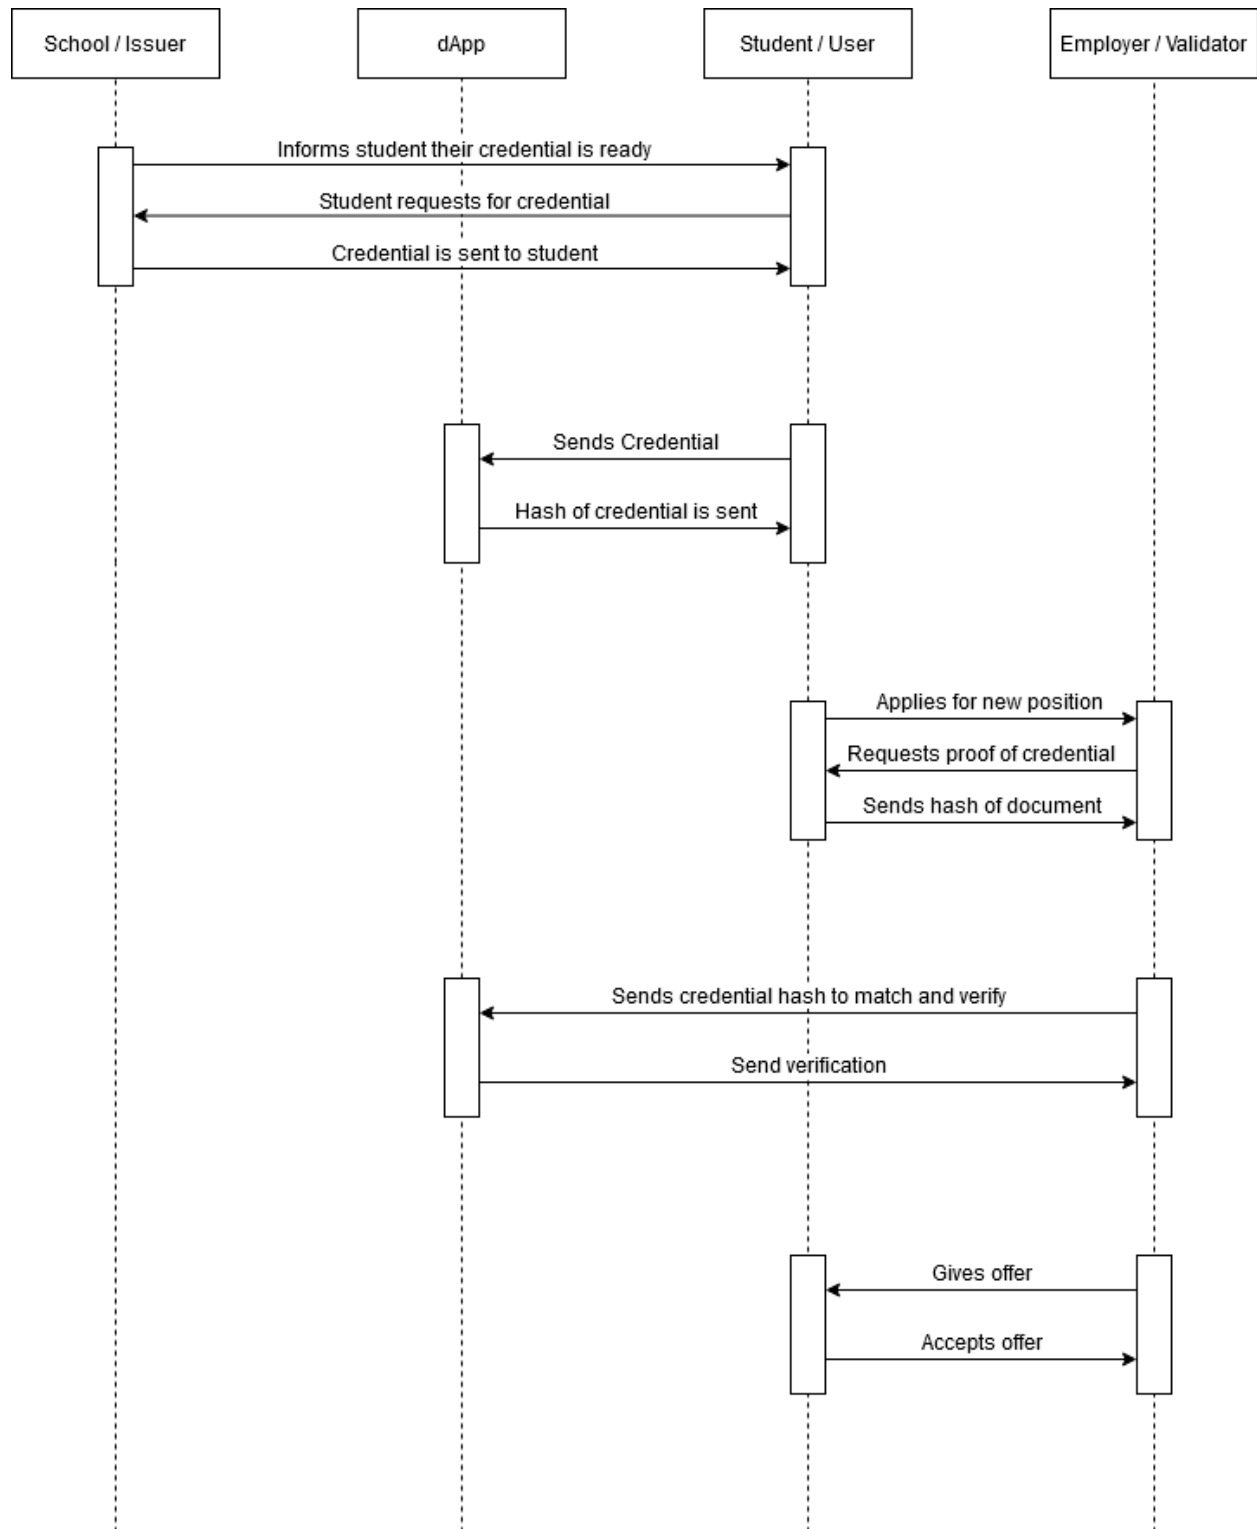 School / Issuer
dApp
Student / User
Employer / Validator
Informs student their credential is ready
Student requests for credential
Credential is sent to student
Sends Credential
Hash of credential is sent
Applies for new position
Requests proof of credential
Sends hash of document
Sends credential hash to match and verify
Send verification
Gives offer
Accepts offer